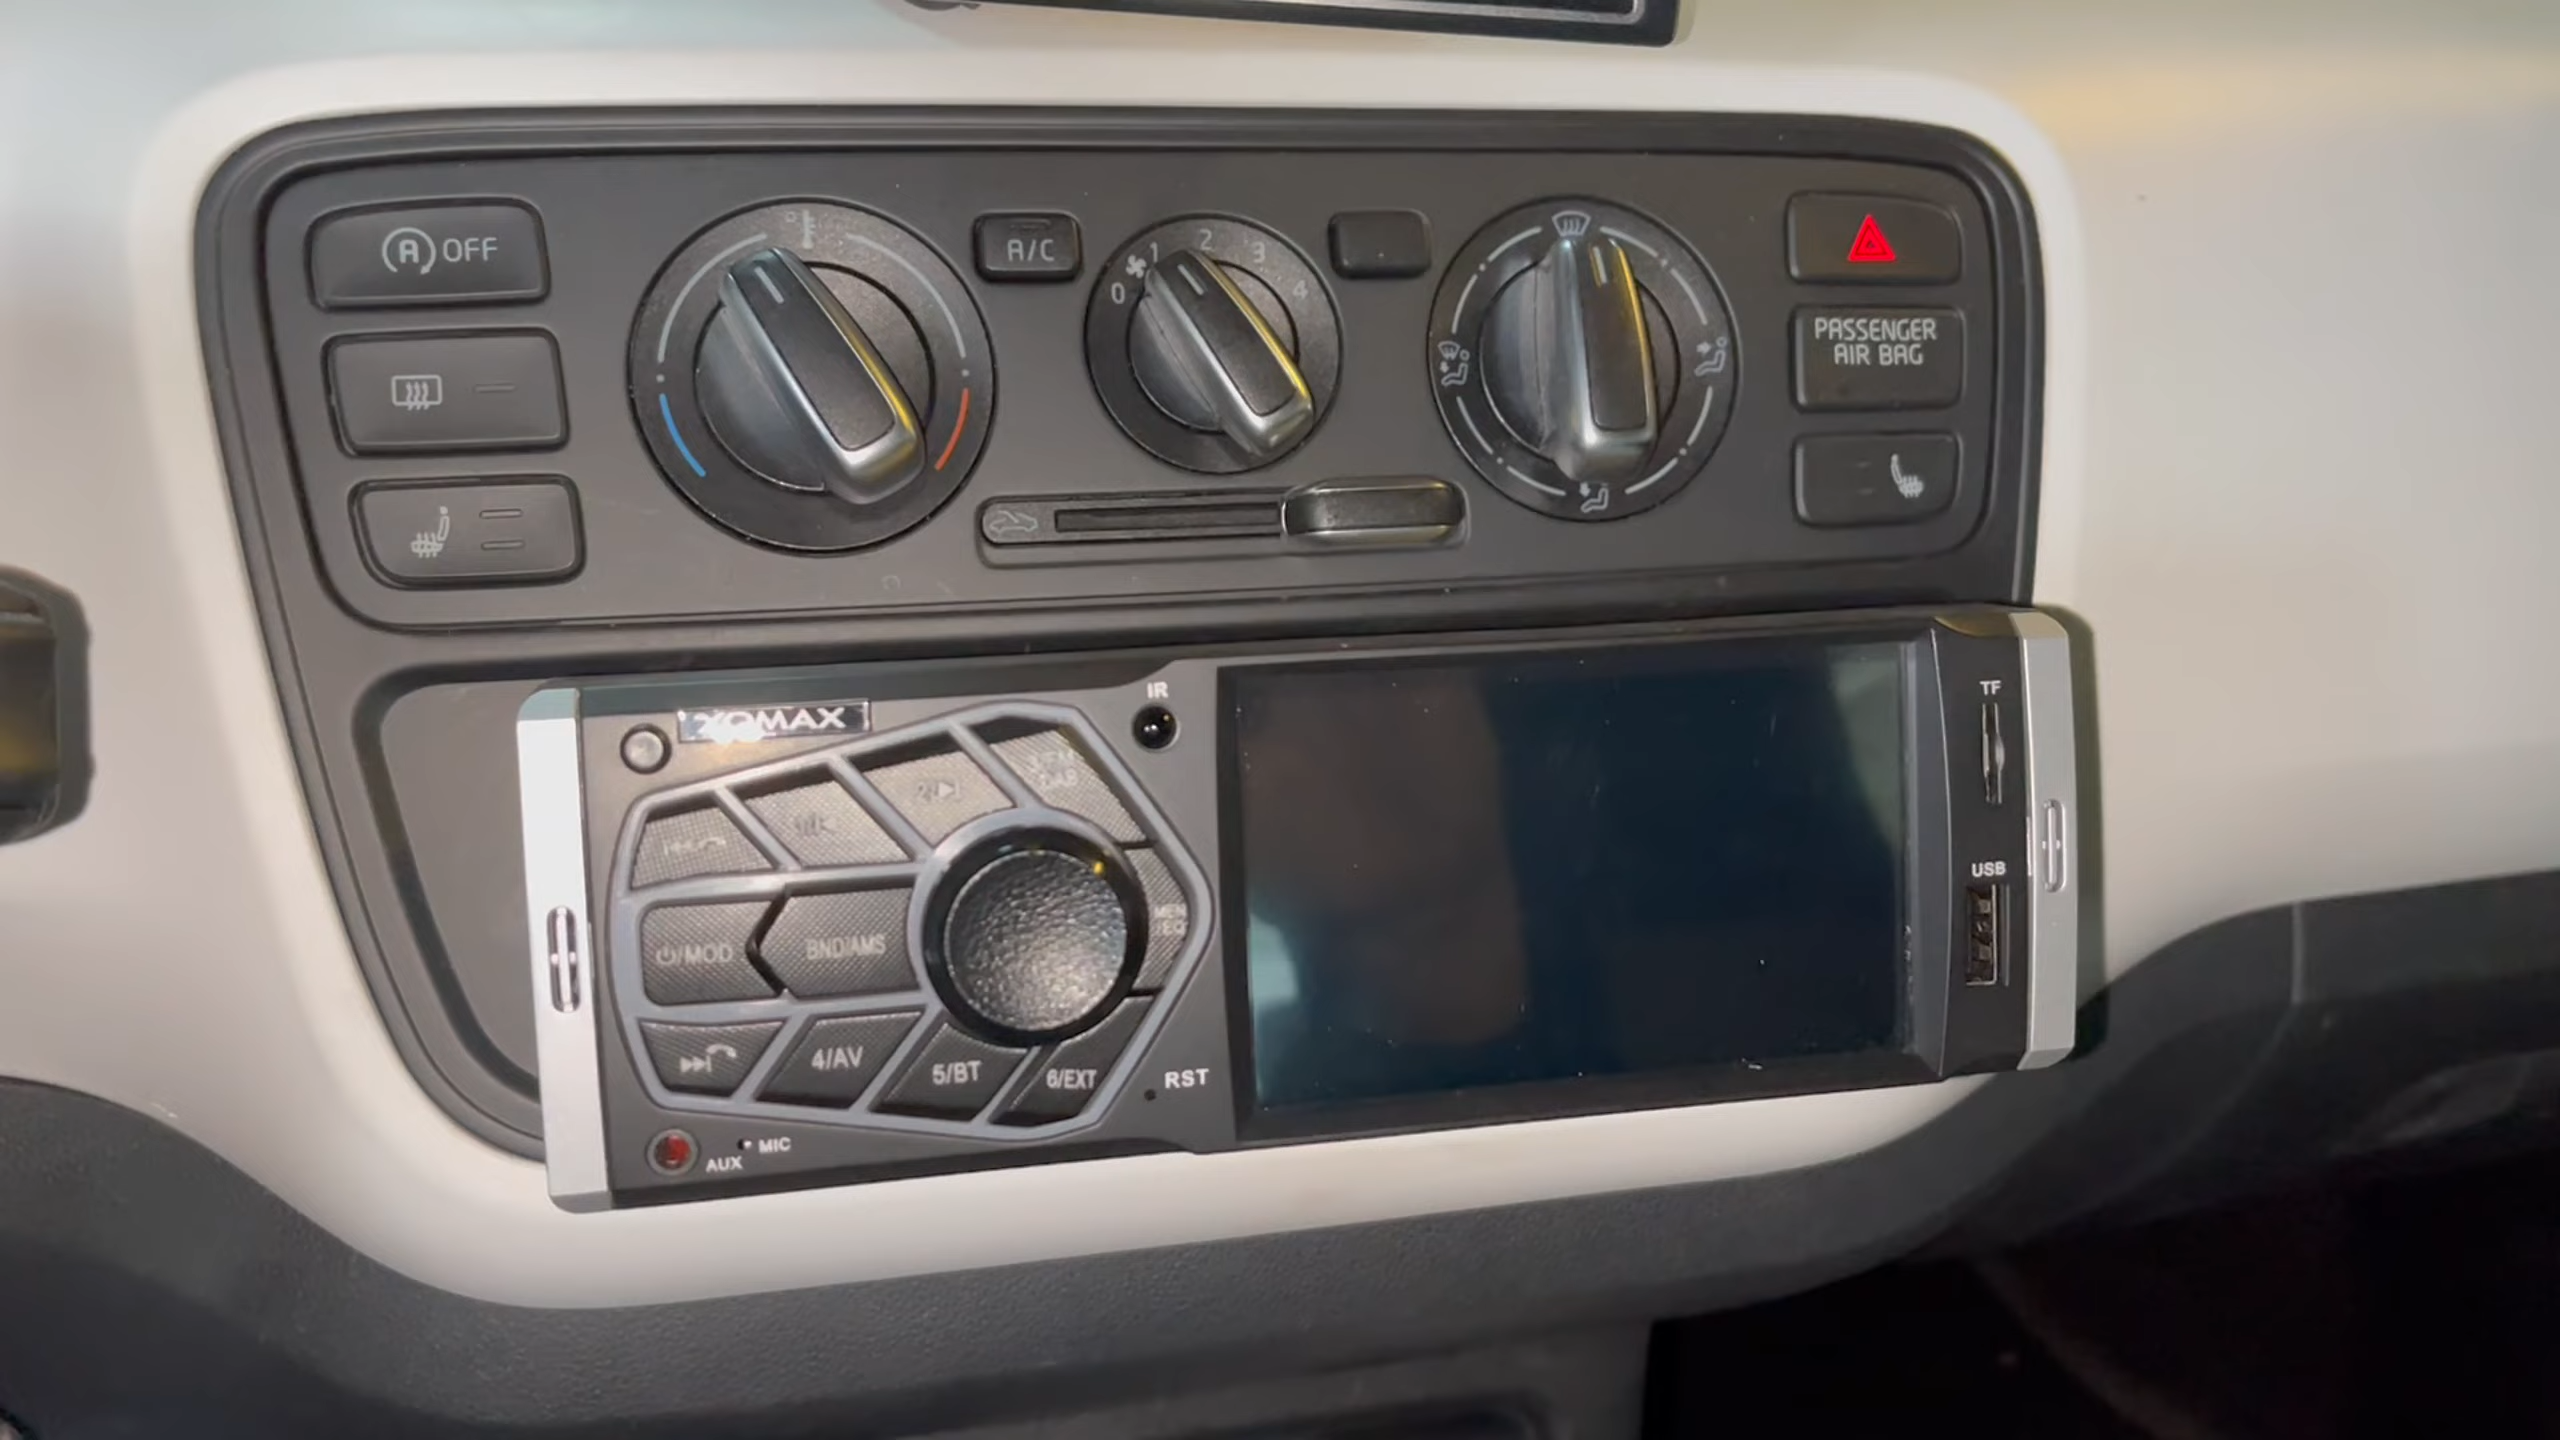 A OFF
A/C
0 1 2 3 4
PASSENGER
AIR BAG
XOMAX
IR
TF
USB
⏻/MOD
BND/AMS
4/AV
5/BT
6/EXT
RST
AUX
MIC